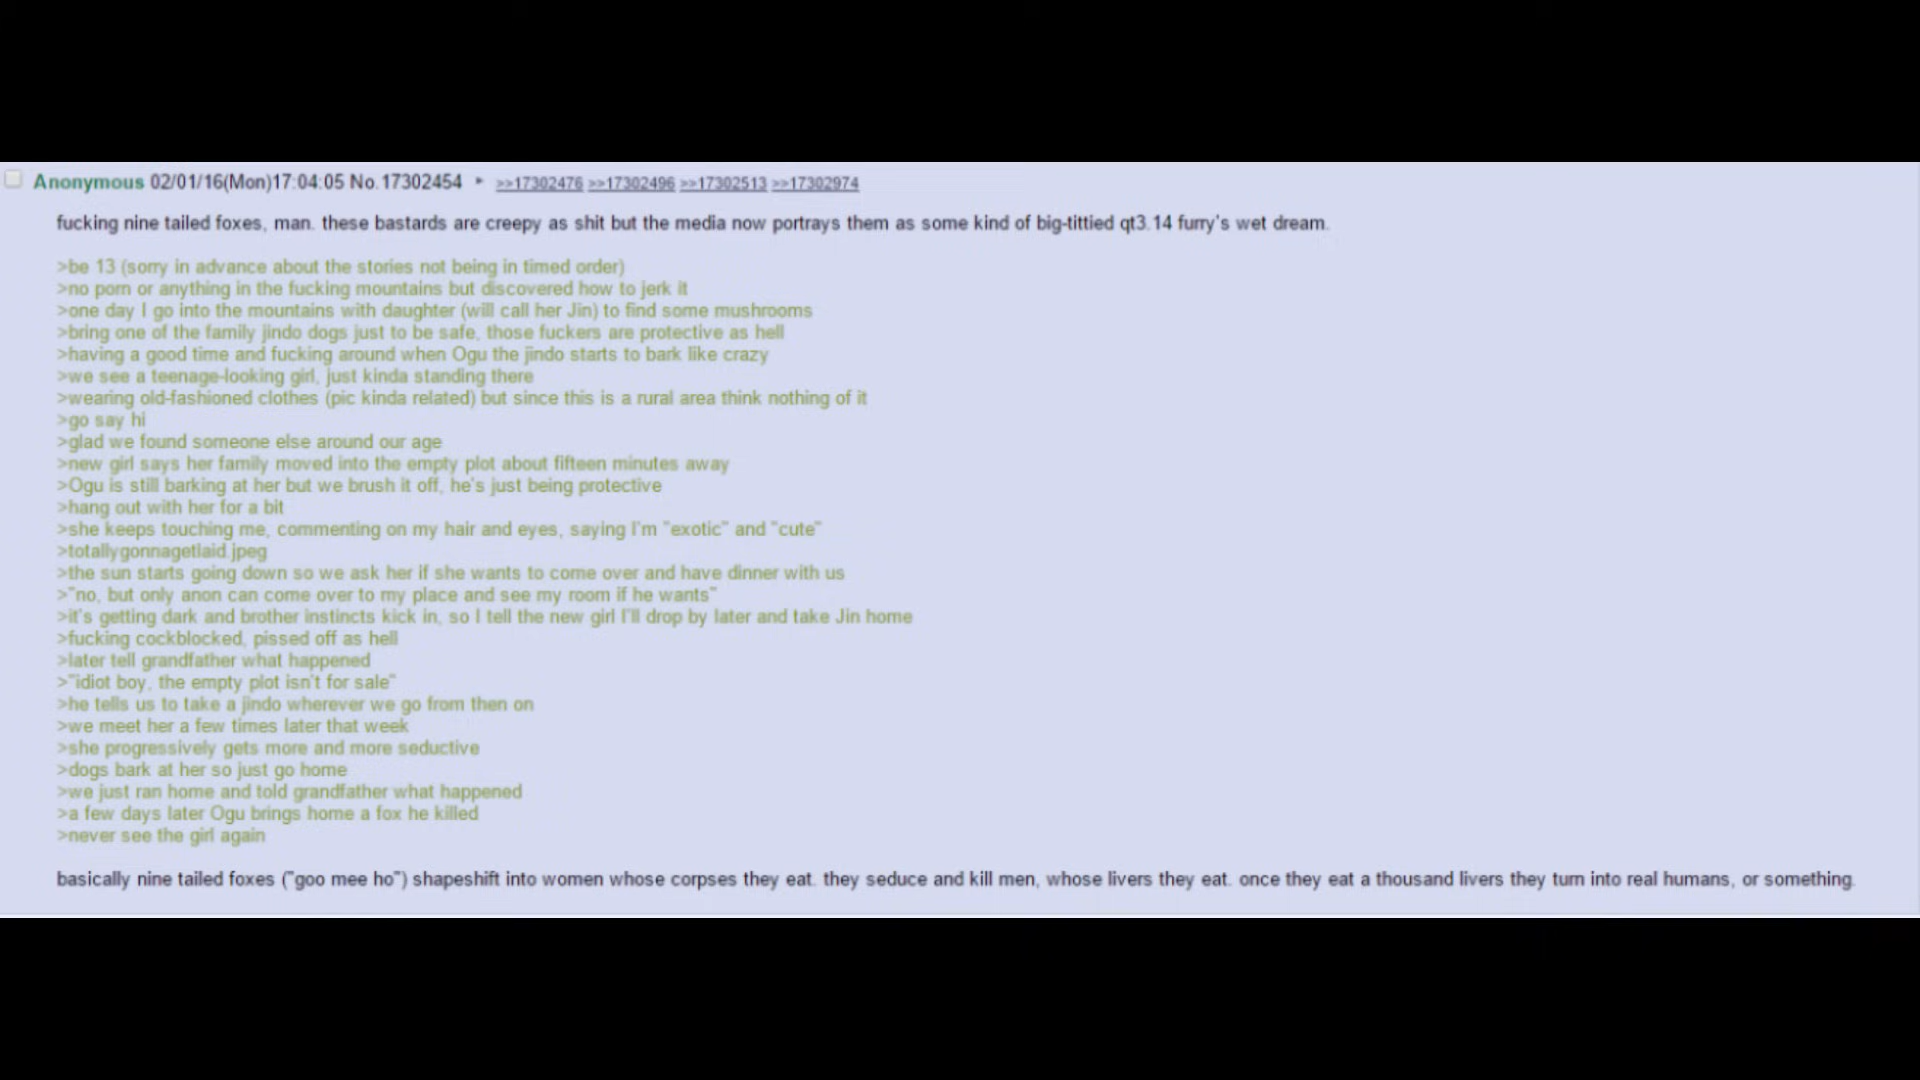 Anonymous 02/01/16(Mon)17:04:05 No.17302454 ▶ >>17302476 >>17302496 >>17302513 >>17302974
fucking nine tailed foxes, man. these bastards are creepy as shit but the media now portrays them as some kind of big-tittied qt3.14 furry's wet dream.
>be 13 (sorry in advance about the stories not being in timed order)
>no porn or anything in the fucking mountains but discovered how to jerk it
>one day I go into the mountains with daughter (will call her Jin) to find some mushrooms
>bring one of the family jindo dogs just to be safe, those fuckers are protective as hell
>having a good time and fucking around when Ogu the jindo starts to bark like crazy
>we see a teenage-looking girl, just kinda standing there
>wearing old-fashioned clothes (pic kinda related) but since this is a rural area think nothing of it
>go say hi
>glad we found someone else around our age
>new girl says her family moved into the empty plot about fifteen minutes away
>Ogu is still barking at her but we brush it off, he's just being protective
>hang out with her for a bit
>she keeps touching me, commenting on my hair and eyes, saying I'm "exotic" and "cute"
>totallygonnagetlaid.jpeg
>the sun starts going down so we ask her if she wants to come over and have dinner with us
>"no, but only anon can come over to my place and see my room if he wants"
>it's getting dark and brother instincts kick in, so I tell the new girl I'll drop by later and take Jin home
>fucking cockblocked, pissed off as hell
>later tell grandfather what happened
>"idiot boy, the empty plot isn't for sale"
>he tells us to take a jindo wherever we go from then on
>we meet her a few times later that week
>she progressively gets more and more seductive
>dogs bark at her so just go home
>we just ran home and told grandfather what happened
>a few days later Ogu brings home a fox he killed
>never see the girl again
basically nine tailed foxes ("goo mee ho") shapeshift into women whose corpses they eat. they seduce and kill men, whose livers they eat. once they eat a thousand livers they turn into real humans, or something.